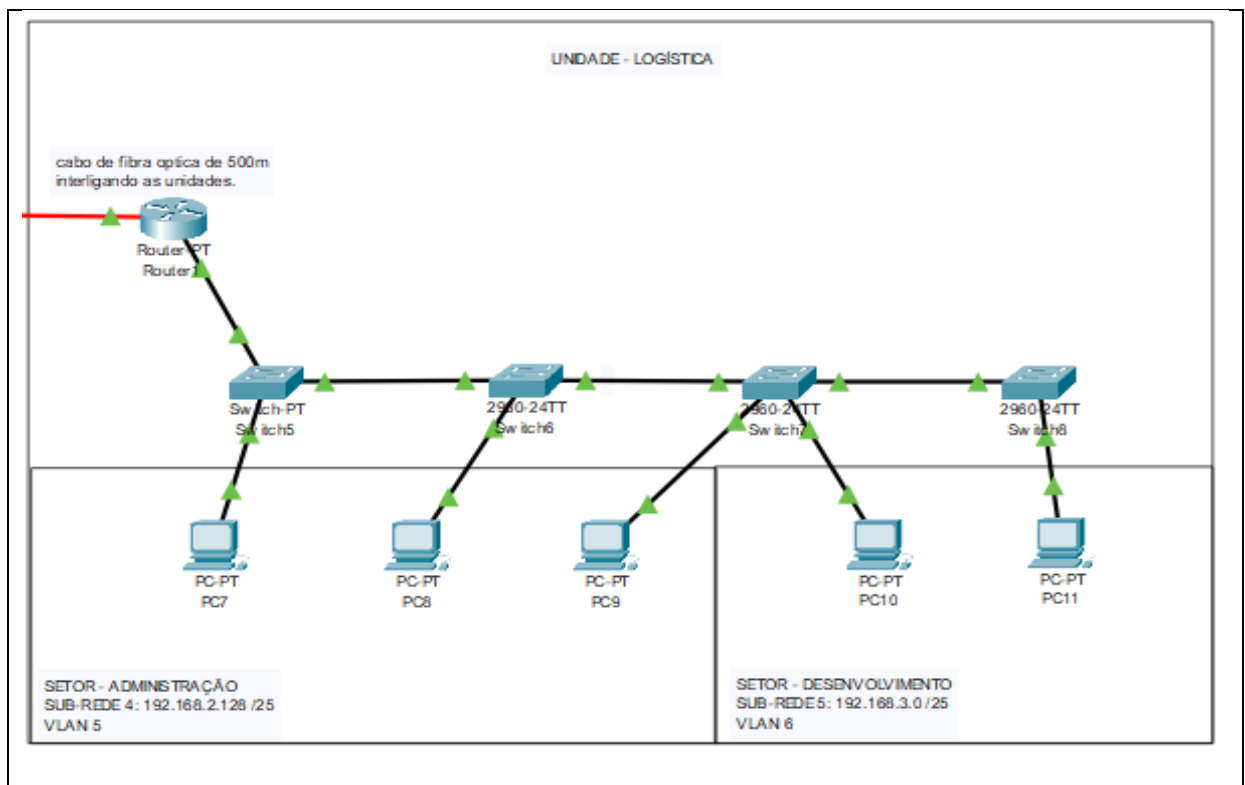 UNIDADE - LOGÍSTICA
cabo de fibra optica de 500m
interligando as unidades.
Router-PT
Router
Switch-PT
Switch5
2960-24TT
Switch6
2960-24TT
Switch7
2960-24TT
Switch8
PC-PT
PC7
PC-PT
PC8
PC-PT
PC9
PC-PT
PC10
PC-PT
PC11
SETOR - ADMINISTRAÇÃO
SUB-REDE 4: 192.168.2.128 /25
VLAN 5
SETOR - DESENVOLVIMENTO
SUB-REDE 5: 192.168.3.0 /25
VLAN 6